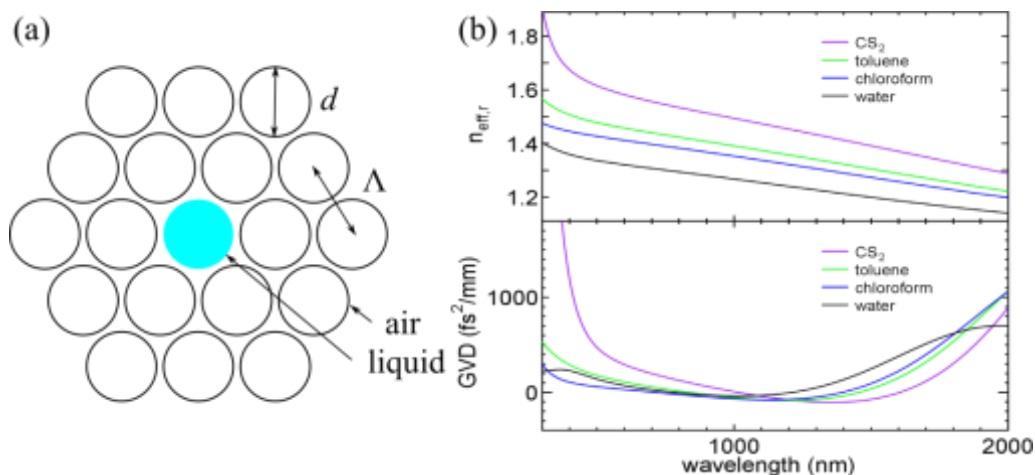 (a)
d
Λ
air
liquid
(b)
n_eff,r
1.8
1.6
1.4
1.2
CS₂
toluene
chloroform
water
GVD (fs²/mm)
1000
0
CS₂
toluene
chloroform
water
1000
2000
wavelength (nm)